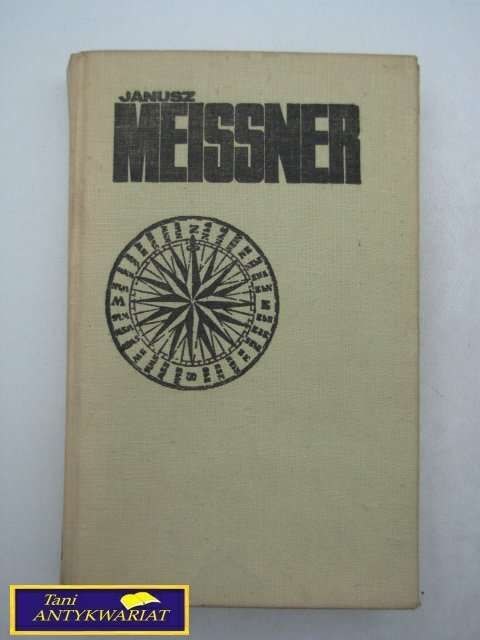 JANUSZ
MEISSNER
N
W
S
Tani
ANTYKWARIAT